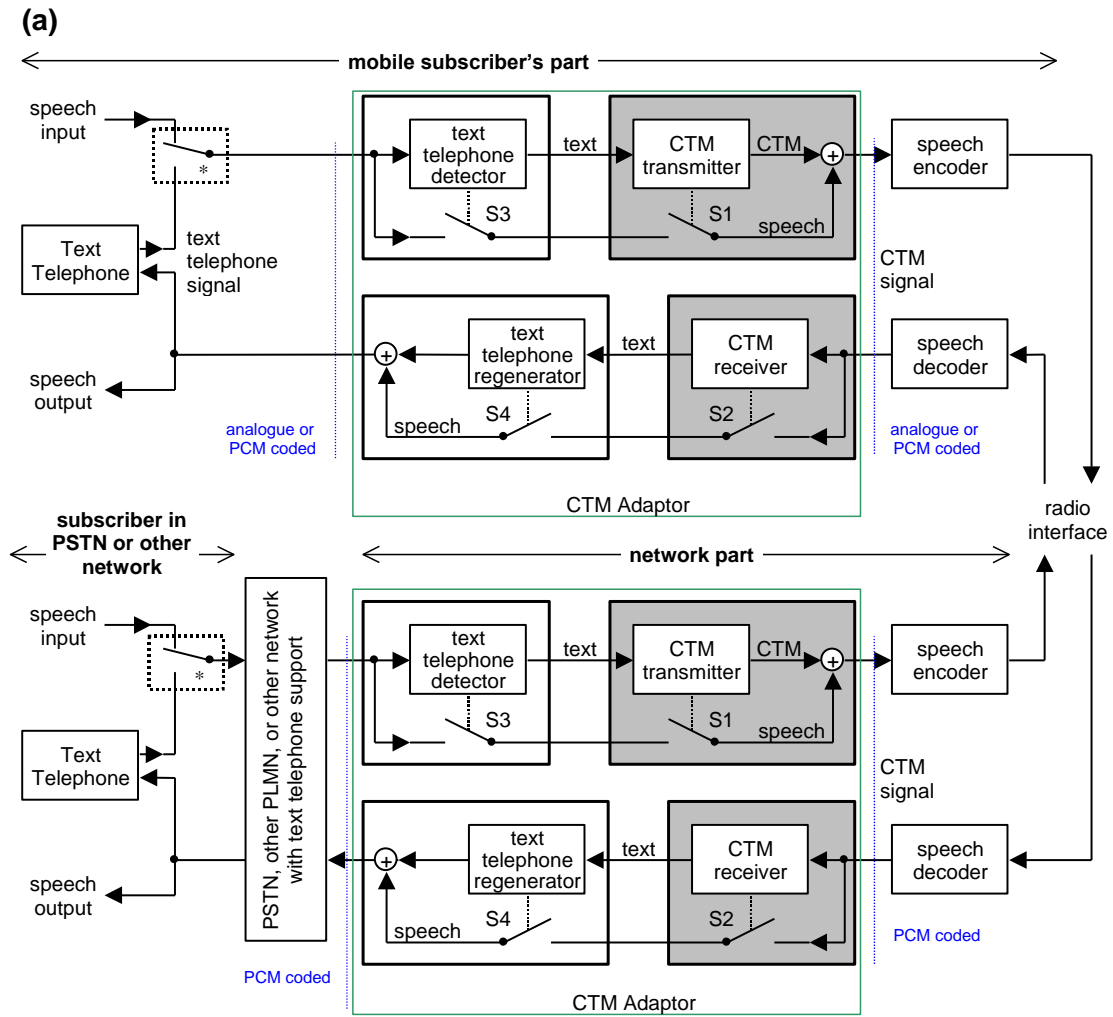 (a)
mobile subscriber's part
speech
input
*
text
telephone
detector
text
CTM
transmitter
CTM
+
speech
encoder
S3
S1
speech
Text
Telephone
text
telephone
signal
CTM
signal
speech
output
+
text
telephone
regenerator
text
CTM
receiver
speech
decoder
speech
S4
S2
analogue or
PCM coded
analogue or
PCM coded
CTM Adaptor
radio
interface
subscriber in
PSTN or other
network
network part
speech
input
*
PSTN, other PLMN, or other network
with text telephone support
text
telephone
detector
text
CTM
transmitter
CTM
+
speech
encoder
S3
S1
speech
Text
Telephone
CTM
signal
speech
output
+
text
telephone
regenerator
text
CTM
receiver
speech
decoder
speech
S4
S2
PCM coded
PCM coded
CTM Adaptor